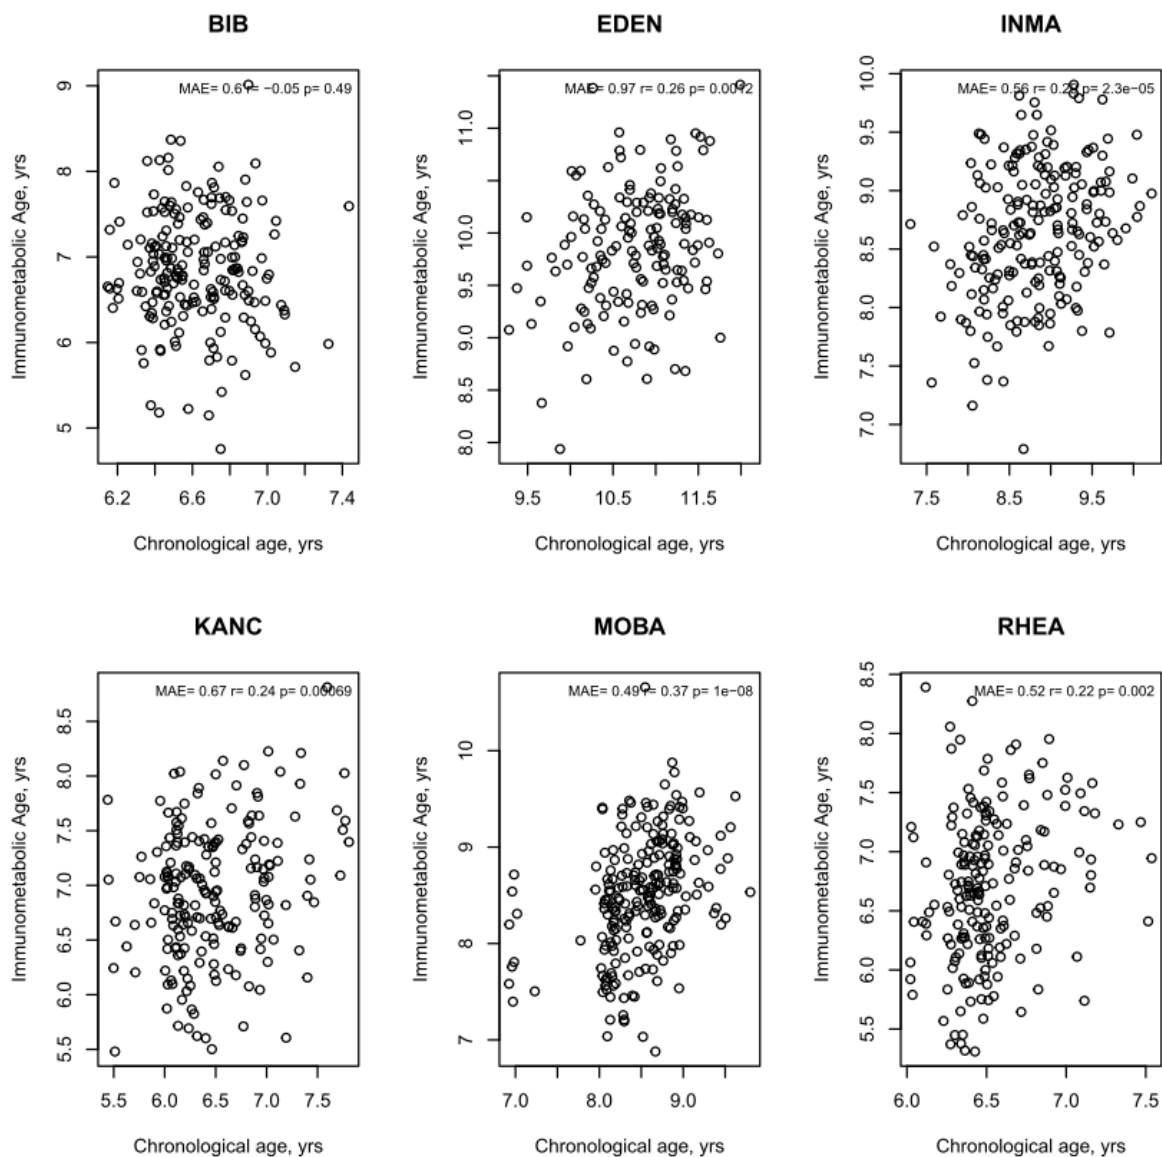 BIB
EDEN
INMA
MAE= 0.6 r= −0.05 p= 0.49
MAE= 0.97 r= 0.26 p= 0.0012
MAE= 0.56 r= 0.28 p= 2.3e−05
Immunometabolic Age, yrs
5
6
7
8
9
Immunometabolic Age, yrs
8.0
8.5
9.0
9.5
10.0
11.0
Immunometabolic Age, yrs
7.0
7.5
8.0
8.5
9.0
9.5
10.0
6.2 6.6 7.0 7.4
9.5 10.5 11.5
7.5 8.5 9.5
Chronological age, yrs
Chronological age, yrs
Chronological age, yrs
KANC
MOBA
RHEA
MAE= 0.67 r= 0.24 p= 0.00069
MAE= 0.49 r= 0.37 p= 1e−08
MAE= 0.52 r= 0.22 p= 0.002
Immunometabolic Age, yrs
5.5
6.0
6.5
7.0
7.5
8.0
8.5
Immunometabolic Age, yrs
7
8
9
10
Immunometabolic Age, yrs
5.5
6.0
6.5
7.0
7.5
8.0
8.5
5.5 6.0 6.5 7.0 7.5
7.0 8.0 9.0
6.0 6.5 7.0 7.5
Chronological age, yrs
Chronological age, yrs
Chronological age, yrs